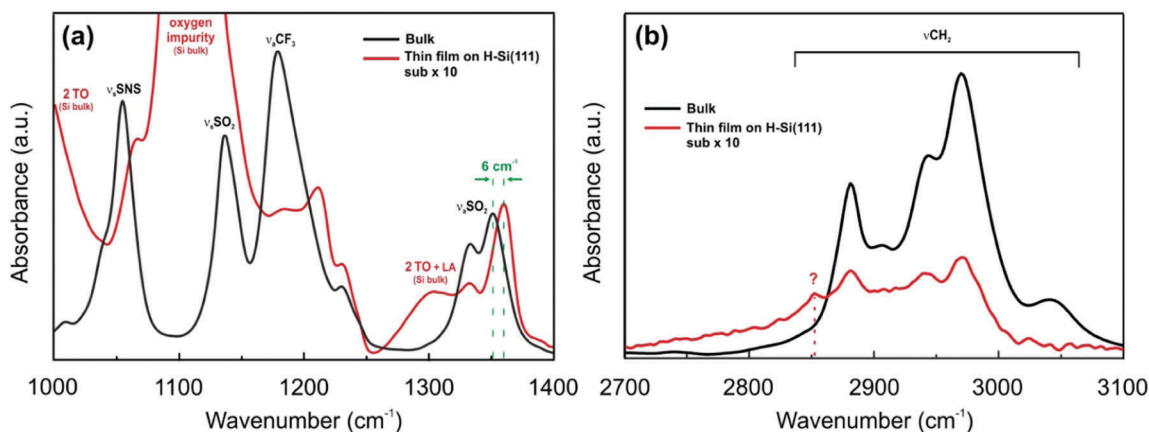 (a)
oxygen
impurity
(Si bulk)
νₐCF₃
Bulk
Thin film on H-Si(111)
sub x 10
2 TO
(Si bulk)
νₛSNS
νₛSO₂
6 cm⁻¹
νₐSO₂
2 TO + LA
(Si bulk)
Absorbance (a.u.)
1000 1100 1200 1300 1400
Wavenumber (cm⁻¹)
(b)
νCH₂
Bulk
Thin film on H-Si(111)
sub x 10
?
Absorbance (a.u.)
2700 2800 2900 3000 3100
Wavenumber (cm⁻¹)